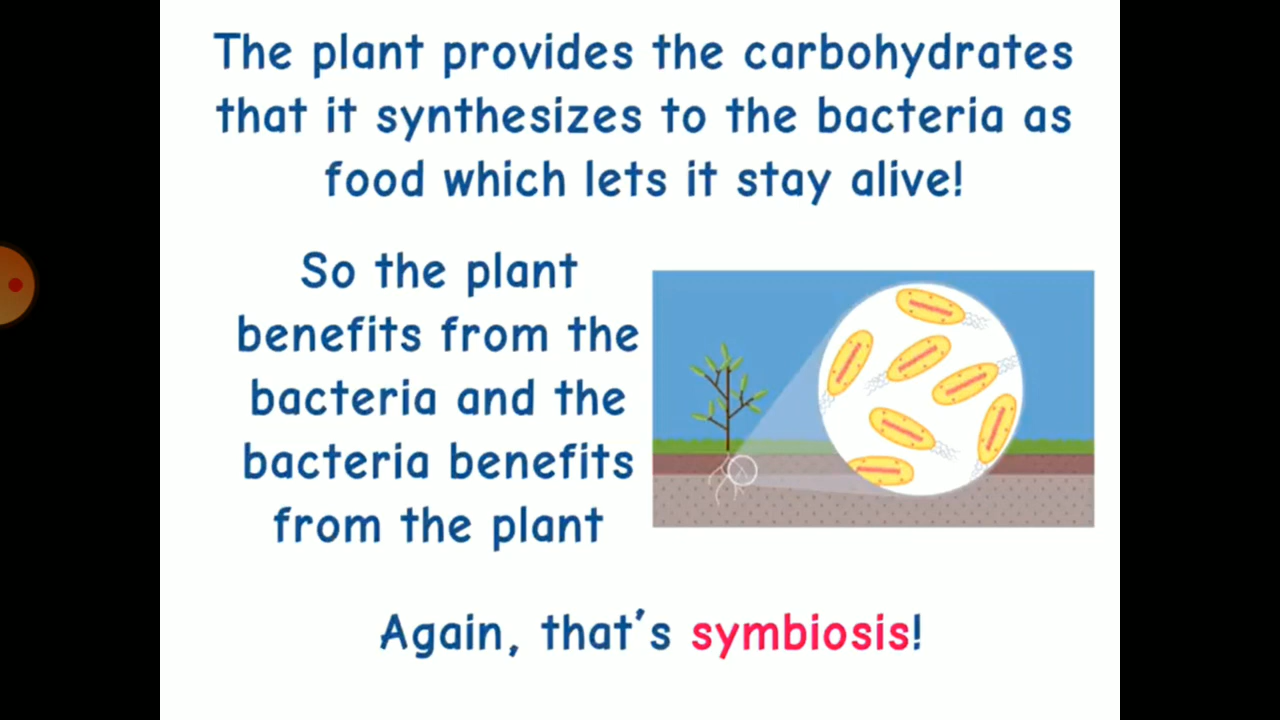 The plant provides the carbohydrates
that it synthesizes to the bacteria as
food which lets it stay alive!
So the plant
benefits from the
bacteria and the
bacteria benefits
from the plant
Again, that's symbiosis!